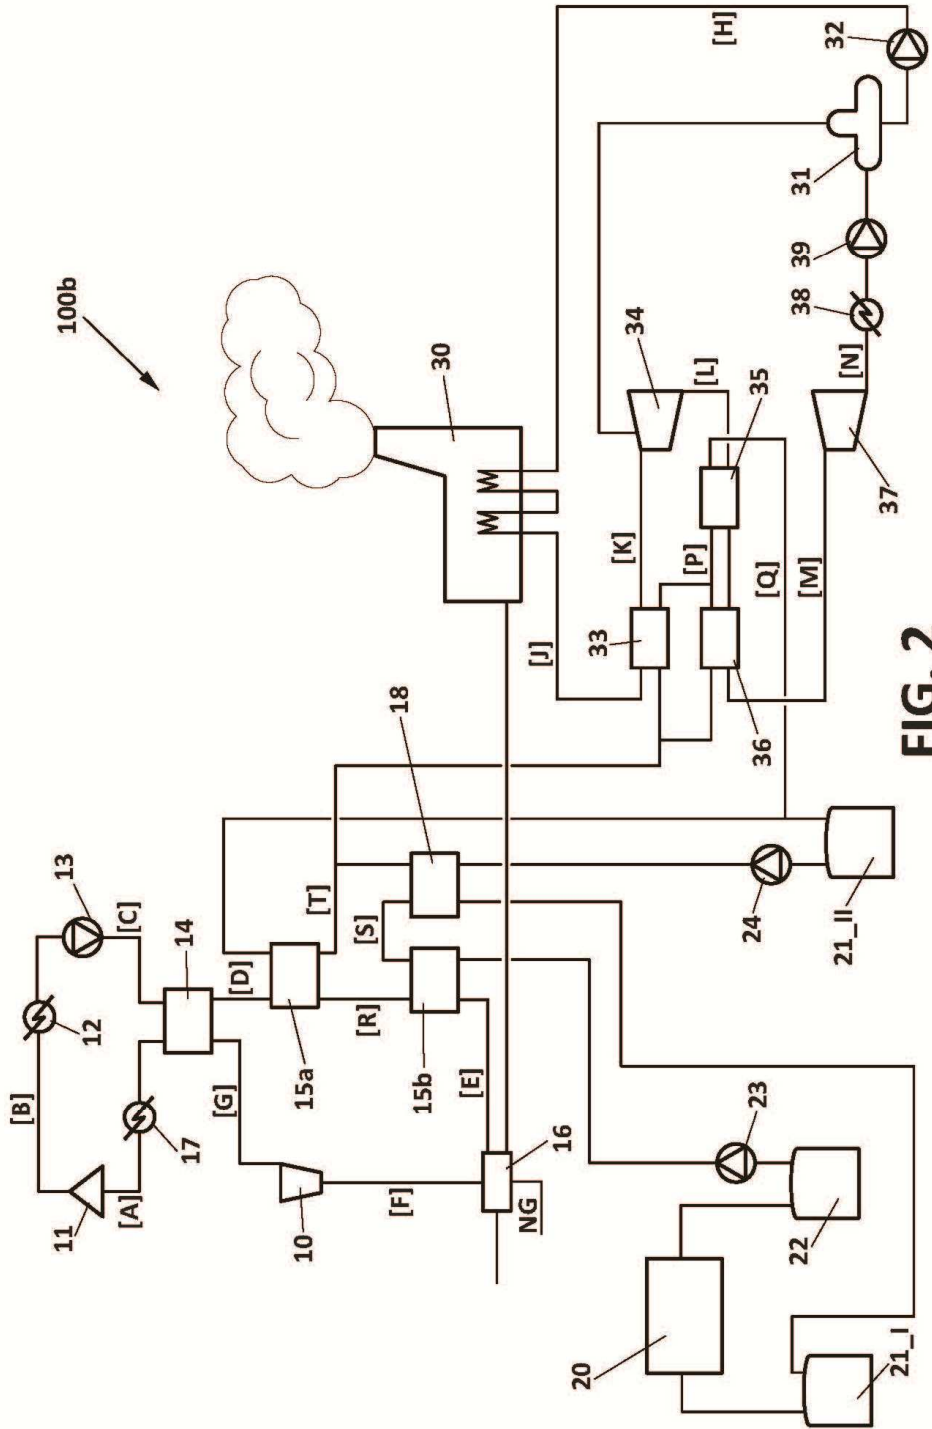 [B]
11
12
13
100b
[A]
[C]
17
14
[G]
[D]
10
15a
[T]
[R]
[S]
18
[F]
15b
30
[E]
16
NG
[J]
20
33
[K]
34
[P]
[L]
[H]
23
24
36
35
[Q]
22
38
31
[M]
39
32
21_II
[N]
37
21_I
FIG. 2